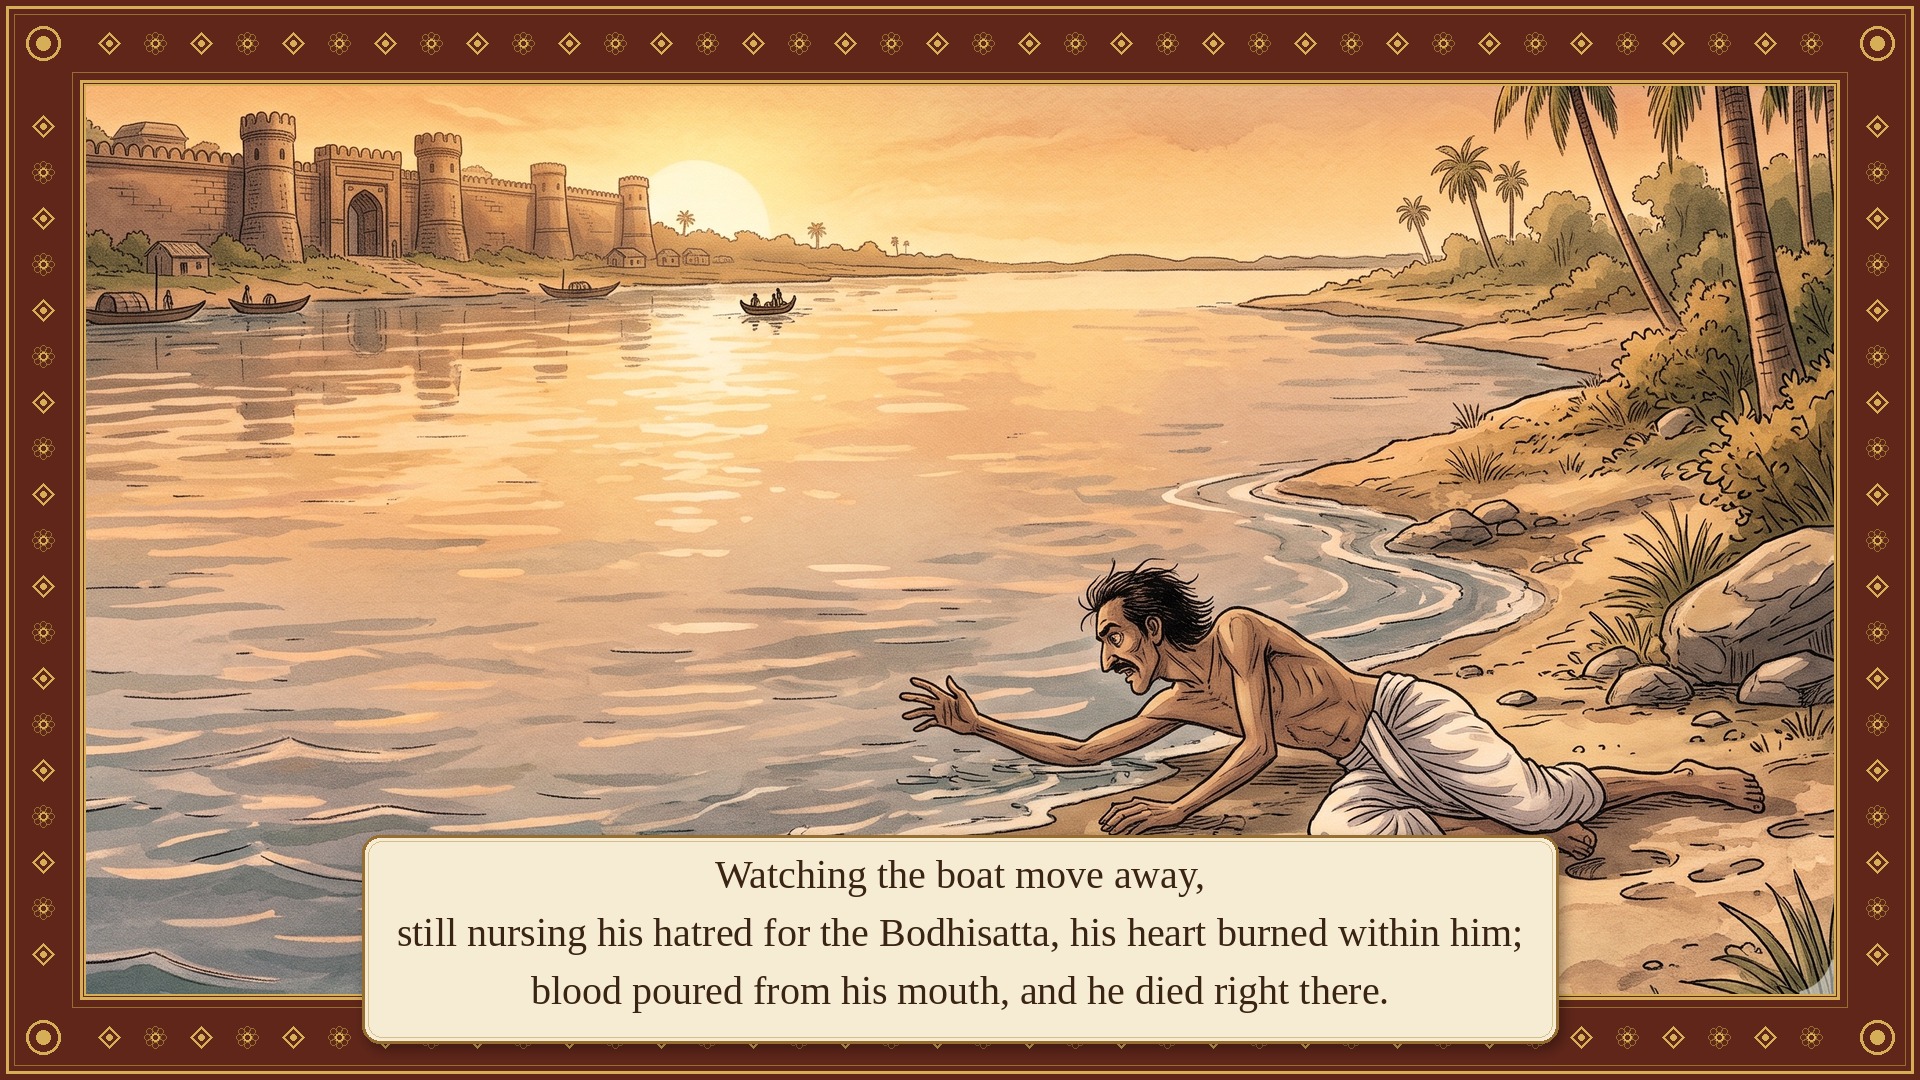 Watching the boat move away,
still nursing his hatred for the Bodhisatta, his heart burned within him;
blood poured from his mouth, and he died right there.